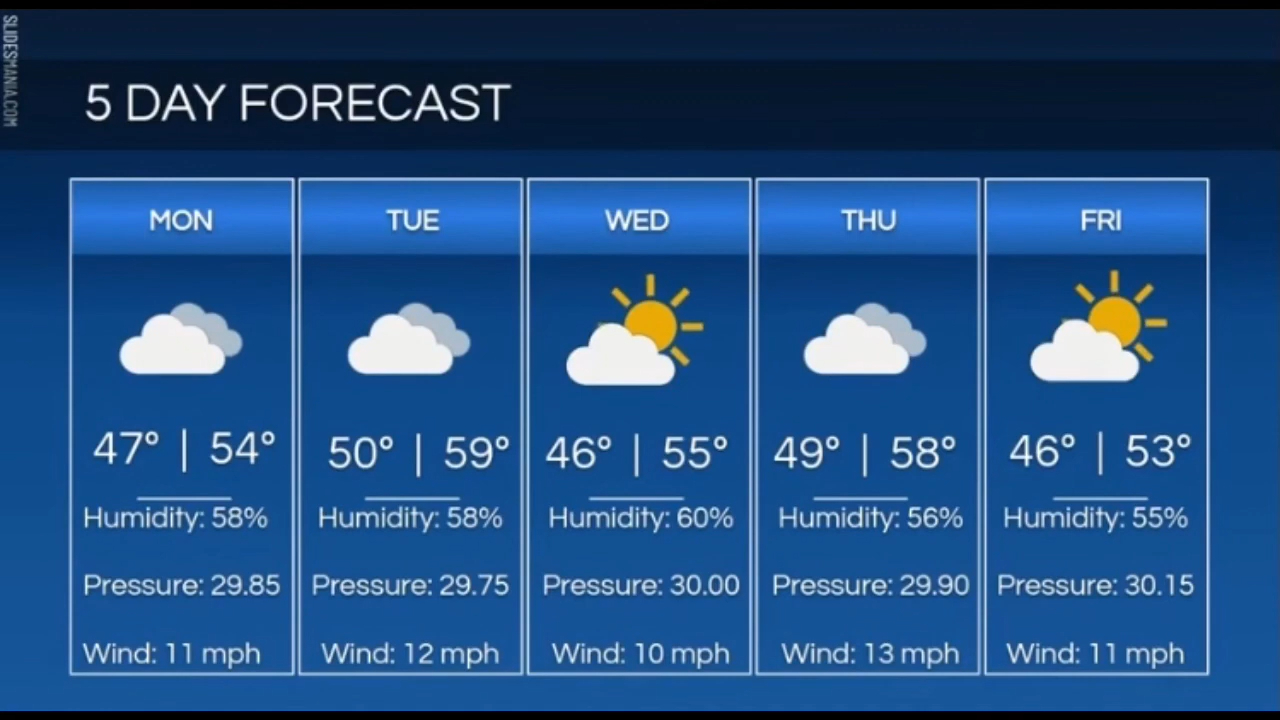 SLIDESMANIA.COM
5 DAY FORECAST
MON
47° | 54°
Humidity: 58%
Pressure: 29.85
Wind: 11 mph
TUE
50° | 59°
Humidity: 58%
Pressure: 29.75
Wind: 12 mph
WED
46° | 55°
Humidity: 60%
Pressure: 30.00
Wind: 10 mph
THU
49° | 58°
Humidity: 56%
Pressure: 29.90
Wind: 13 mph
FRI
46° | 53°
Humidity: 55%
Pressure: 30.15
Wind: 11 mph